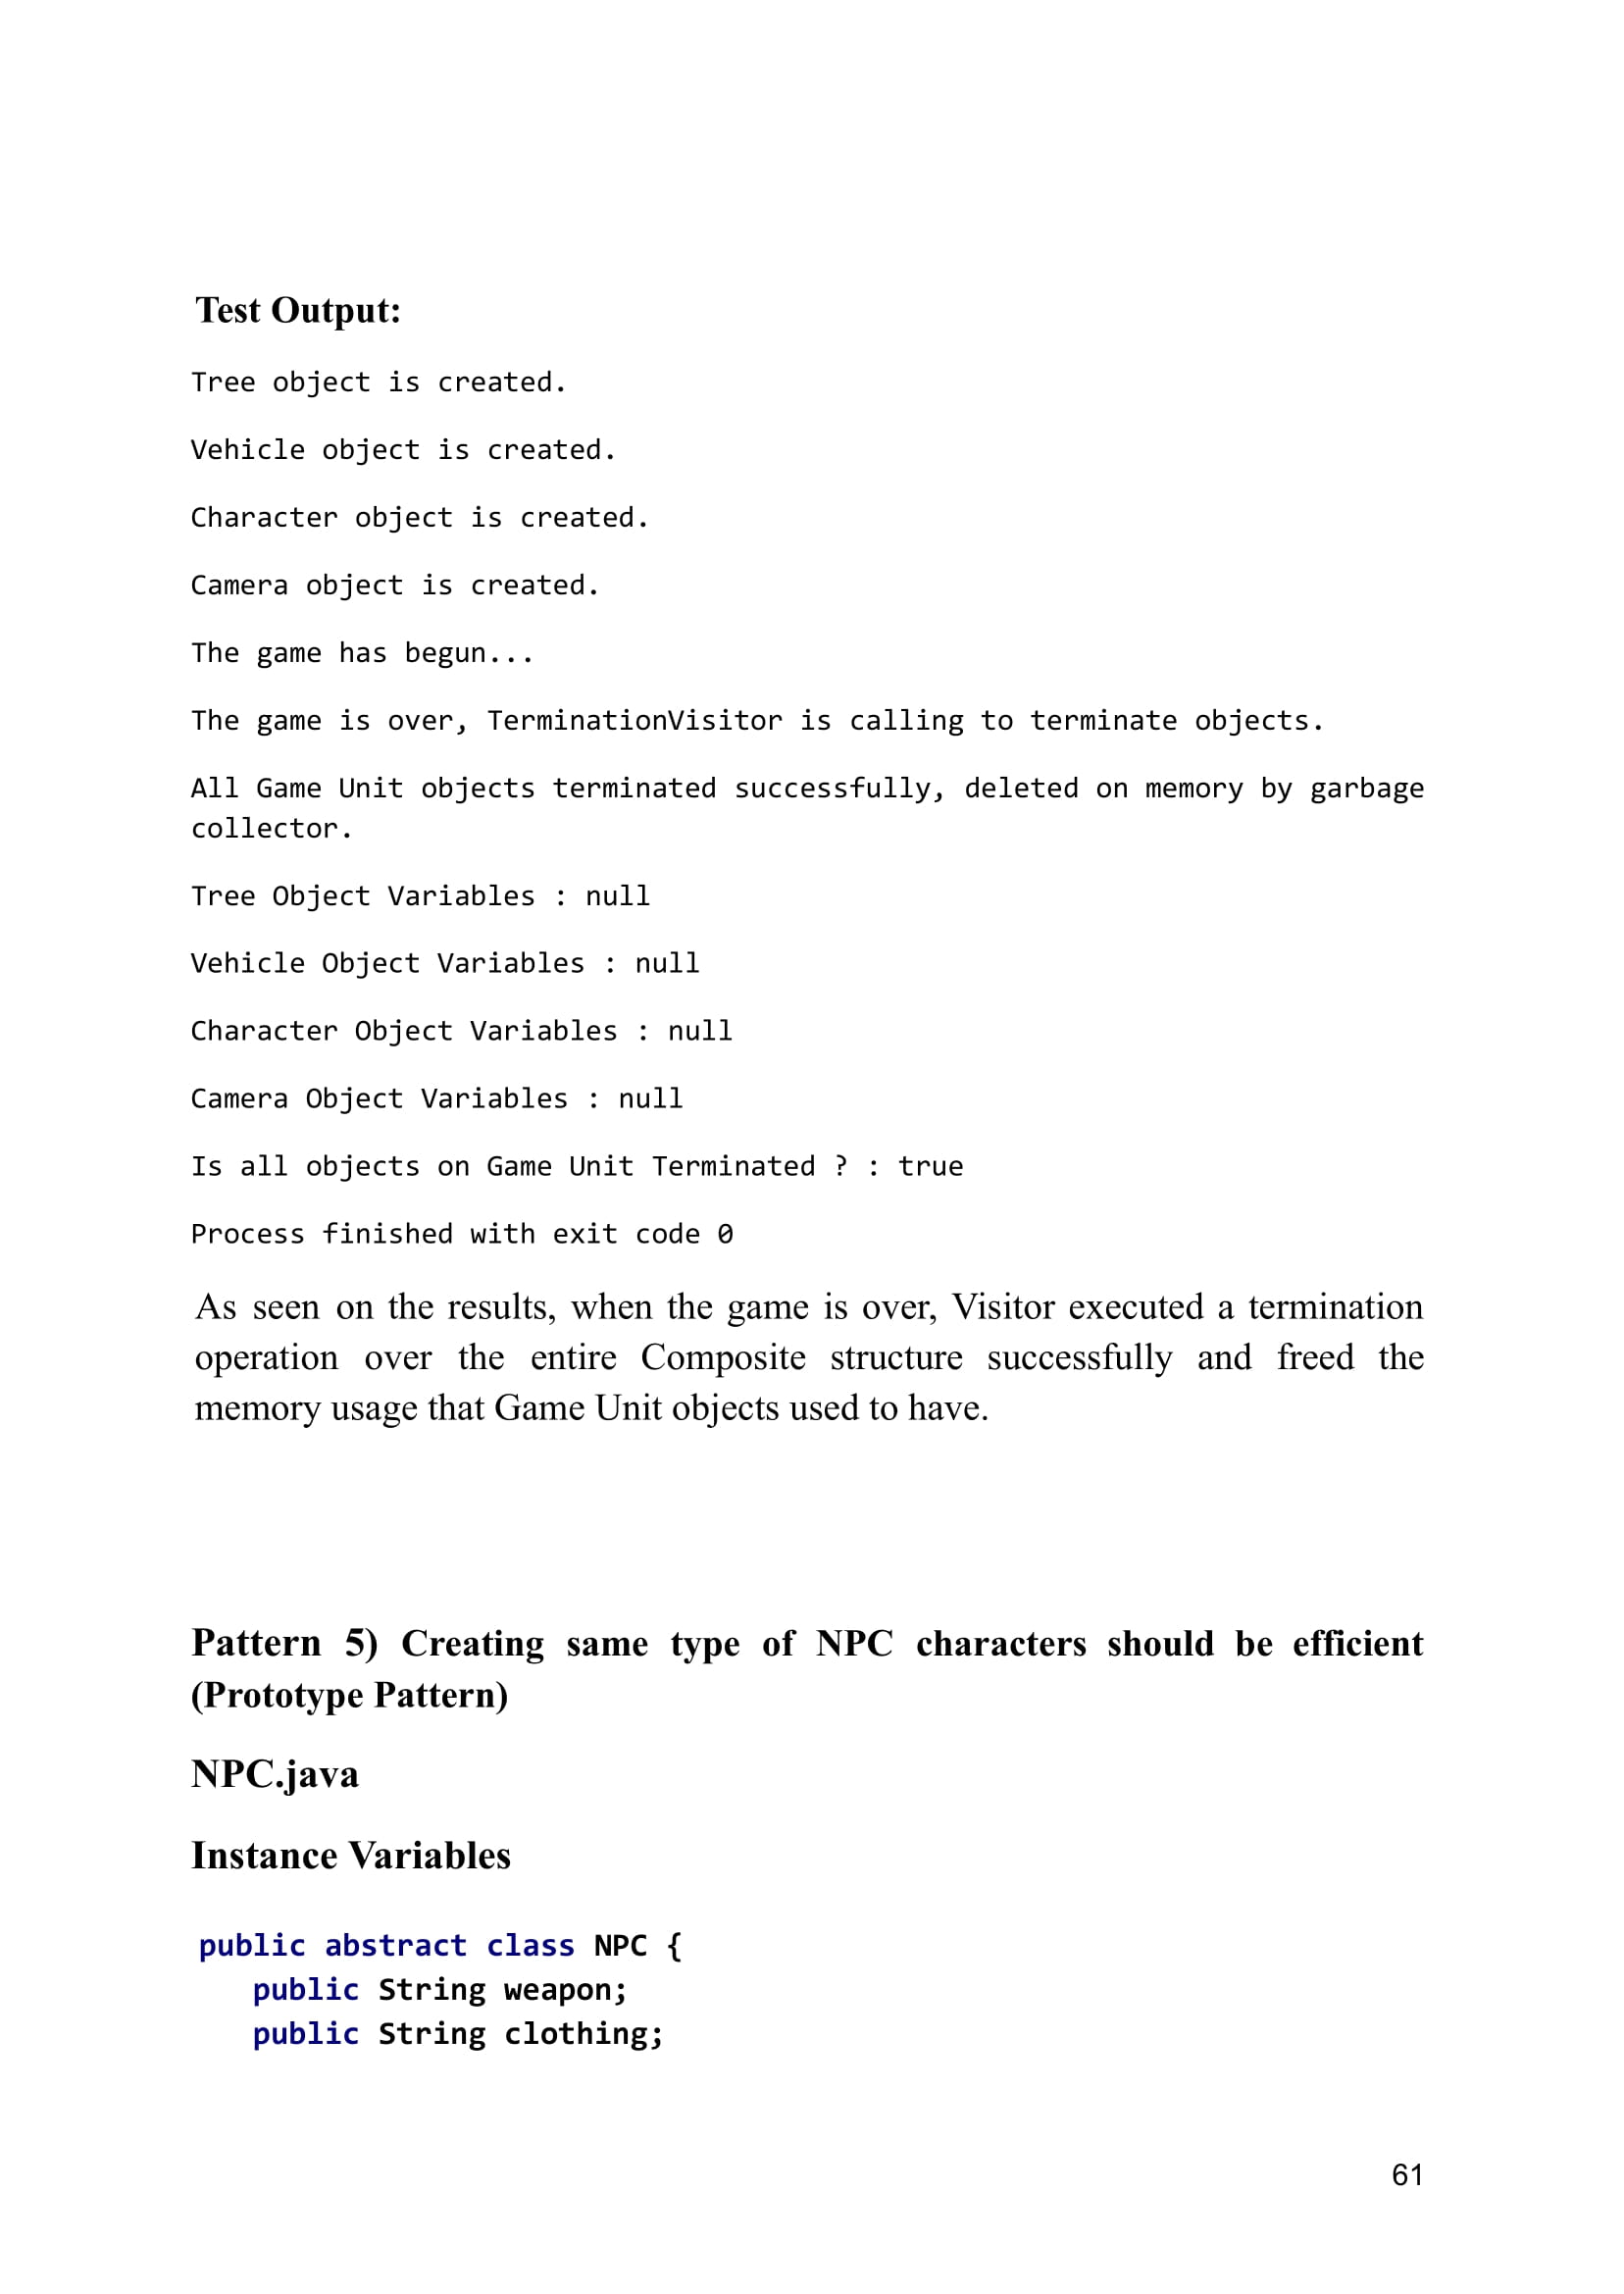 Test Output:
Tree object is created.
Vehicle object is created.
Character object is created.
Camera object is created.
The game has begun...
The game is over, TerminationVisitor is calling to terminate objects.
All Game Unit objects terminated successfully, deleted on memory by garbage
collector.
Tree Object Variables : null
Vehicle Object Variables : null
Character Object Variables : null
Camera Object Variables : null
Is all objects on Game Unit Terminated ? : true
Process finished with exit code 0
As seen on the results, when the game is over, Visitor executed a termination
operation over the entire Composite structure successfully and freed the
memory usage that Game Unit objects used to have.
Pattern 5) Creating same type of NPC characters should be efficient
(Prototype Pattern)
NPC.java
Instance Variables
public abstract class NPC {
public String weapon;
public String clothing;
61